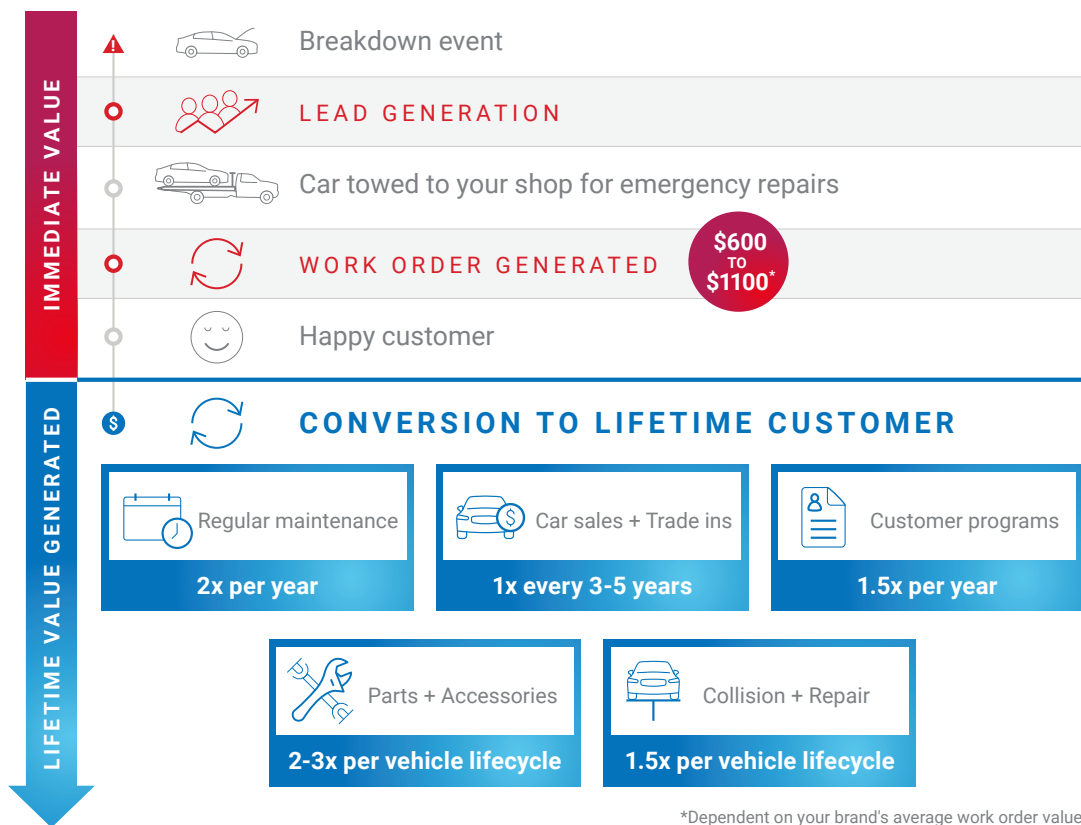 IMMEDIATE VALUE
Breakdown event
LEAD GENERATION
Car towed to your shop for emergency repairs
WORK ORDER GENERATED
$600
TO
$1100*
Happy customer
LIFETIME VALUE GENERATED
$
CONVERSION TO LIFETIME CUSTOMER
Regular maintenance
2x per year
$
Car sales + Trade ins
1x every 3-5 years
Customer programs
1.5x per year
Parts + Accessories
2-3x per vehicle lifecycle
Collision + Repair
1.5x per vehicle lifecycle
*Dependent on your brand's average work order value